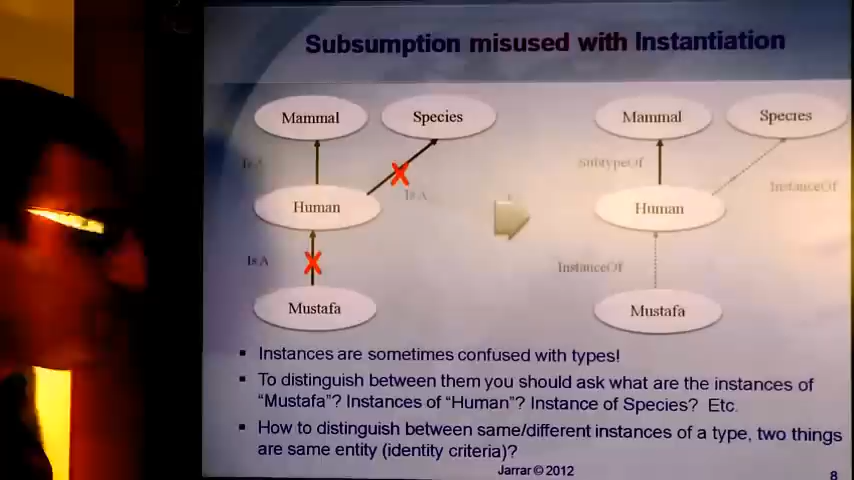 Subsumption misused with Instantiation
Mammal
Species
Is A
Is A
Human
Is A
Mustafa
Mammal
Species
SubtypeOf
InstanceOf
Human
InstanceOf
Mustafa
▪ Instances are sometimes confused with types!
▪ To distinguish between them you should ask what are the instances of
“Mustafa”? Instances of “Human”? Instance of Species? Etc.
▪ How to distinguish between same/different instances of a type, two things
are same entity (identity criteria)?
Jarrar © 2012
8